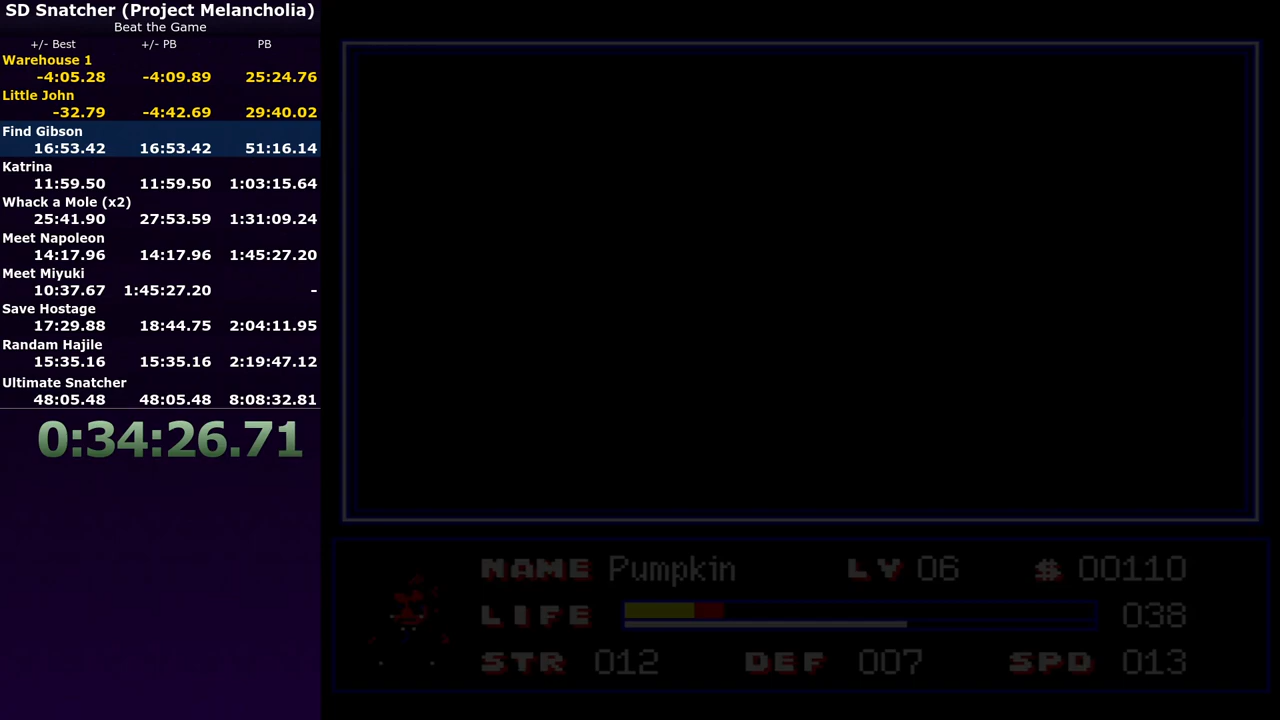 SD Snatcher (Project Melancholia)
Beat the Game
+/- Best +/- PB PB
Warehouse 1
-4:05.28 -4:09.89 25:24.76
Little John
-32.79 -4:42.69 29:40.02
Find Gibson
16:53.42 16:53.42 51:16.14
Katrina
11:59.50 11:59.50 1:03:15.64
Whack a Mole (x2)
25:41.90 27:53.59 1:31:09.24
Meet Napoleon
14:17.96 14:17.96 1:45:27.20
Meet Miyuki
10:37.67 1:45:27.20 -
Save Hostage
17:29.88 18:44.75 2:04:11.95
Randam Hajile
15:35.16 15:35.16 2:19:47.12
Ultimate Snatcher
48:05.48 48:05.48 8:08:32.81
0:34:26.71
NAME Pumpkin LV 06 $ 00110
LIFE 038
STR 012 DEF 007 SPD 013